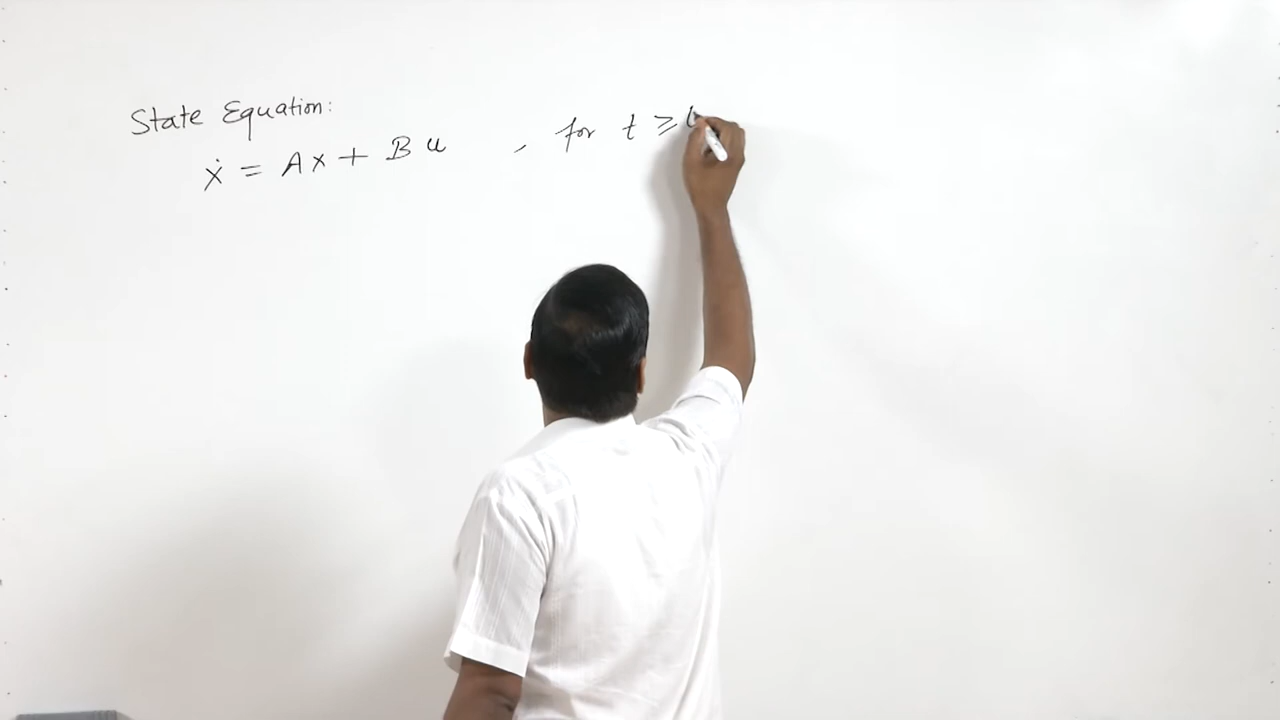 State Equation:
ẋ = Ax + Bu , for t ≥